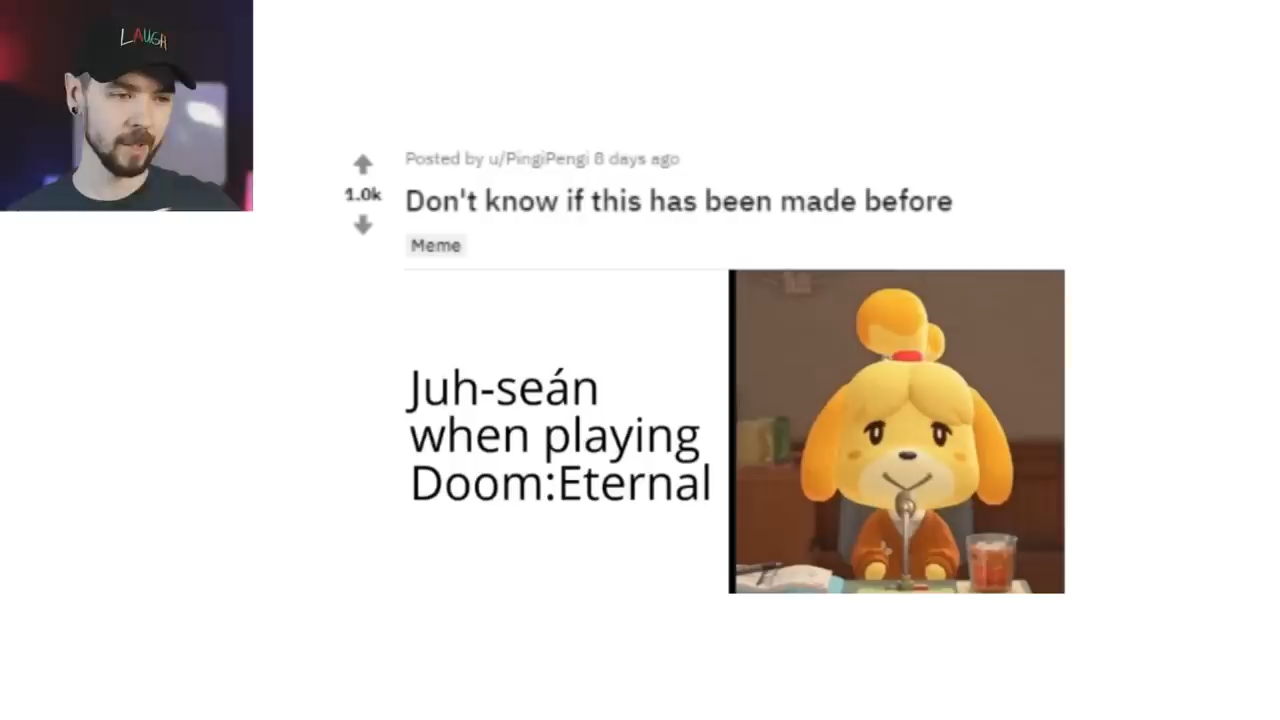 LAUGH
Posted by u/PingiPengi 8 days ago
1.0k
Don't know if this has been made before
Meme
Juh-seán
when playing
Doom:Eternal